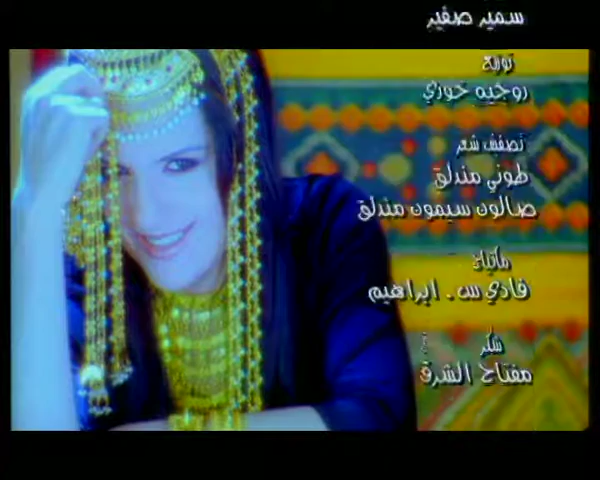 سمير صفير
توزيع
روجيه خوري
تصفيف شعر
طوني مندلق
صالون سيمون مندلق
ماكياج
فادي س. ابراهيم
شكر
مفتاح الشرق